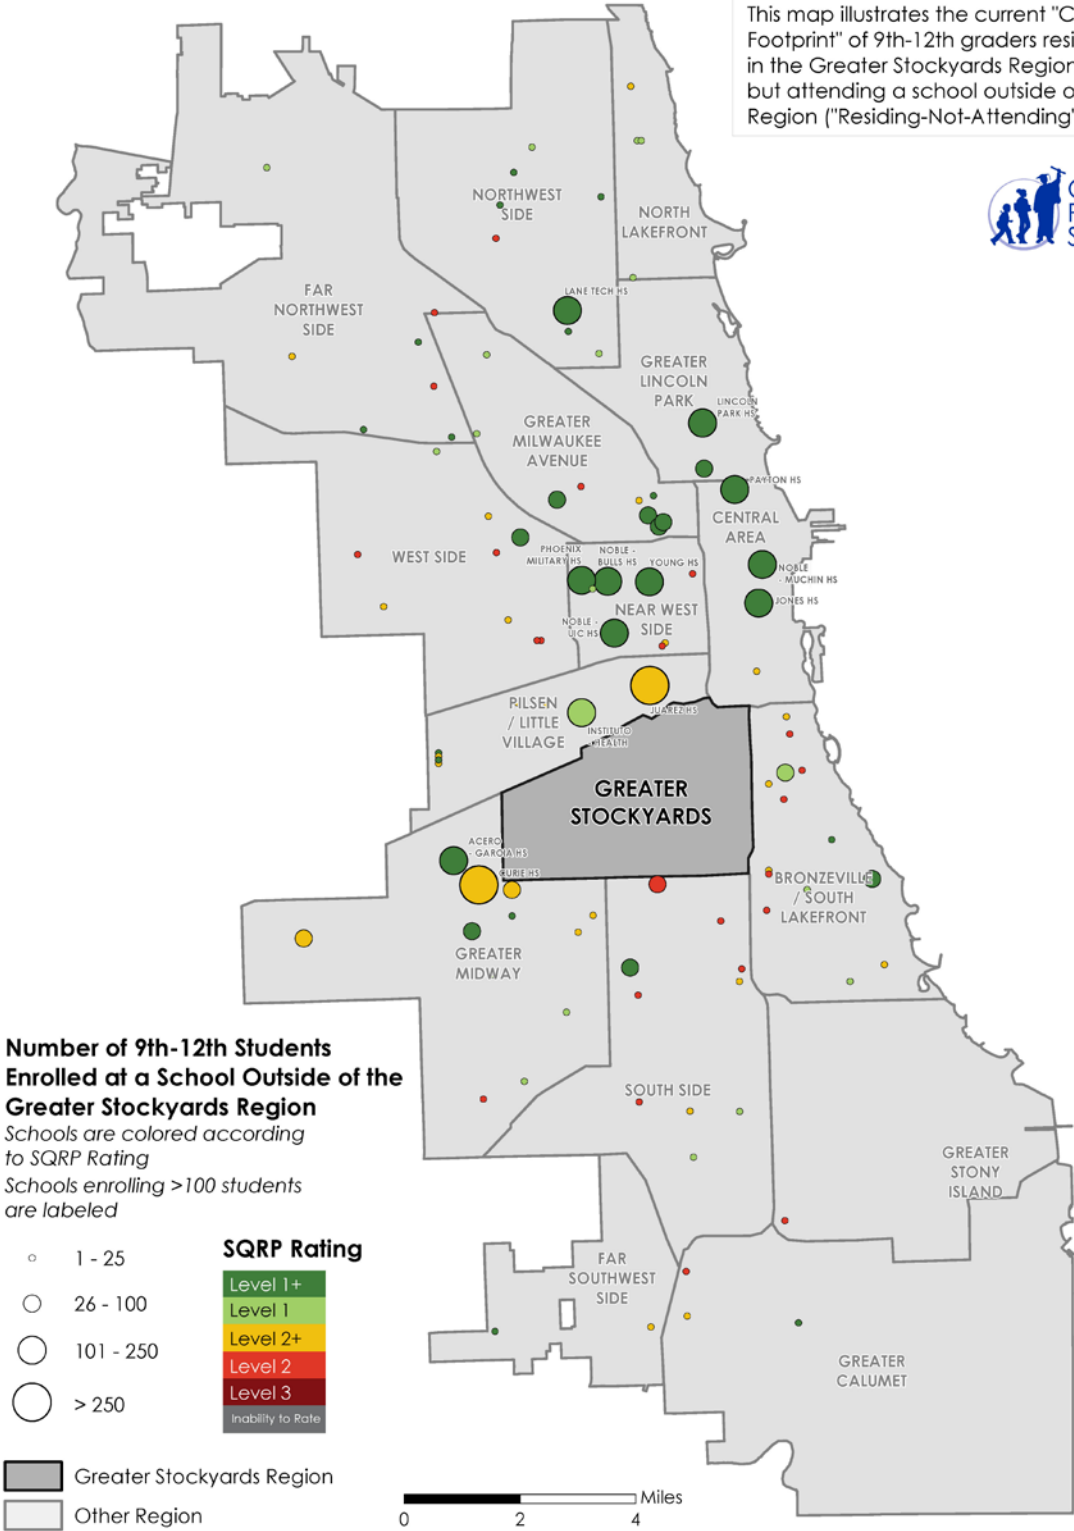 This map illustrates the current "C
Footprint" of 9th-12th graders resi
in the Greater Stockyards Region
but attending a school outside o
Region ("Residing-Not-Attending"
NORTHWEST
SIDE
NORTH
LAKEFRONT
FAR
NORTHWEST
SIDE
LANE TECH HS
GREATER
LINCOLN
PARK
LINCOLN
PARK HS
GREATER
MILWAUKEE
AVENUE
PAYTON HS
CENTRAL
AREA
WEST SIDE
PHOENIX
MILITARY HS
NOBLE -
BULLS HS
YOUNG HS
NOBLE
- MUCHIN HS
JONES HS
NEAR WEST
SIDE
NOBLE -
UIC HS
PILSEN
/ LITTLE
VILLAGE
JUAREZ HS
INSTITUTO
HEALTH
GREATER
STOCKYARDS
ACERO
- GARCIA HS
CURIE HS
BRONZEVILLE
/ SOUTH
LAKEFRONT
GREATER
MIDWAY
Number of 9th-12th Students
Enrolled at a School Outside of the
Greater Stockyards Region
Schools are colored according
to SQRP Rating
Schools enrolling >100 students
are labeled
1 - 25
26 - 100
101 - 250
> 250
SQRP Rating
Level 1+
Level 1
Level 2+
Level 2
Level 3
Inability to Rate
Greater Stockyards Region
Other Region
SOUTH SIDE
GREATER
STONY
ISLAND
FAR
SOUTHWEST
SIDE
GREATER
CALUMET
Miles
0 2 4